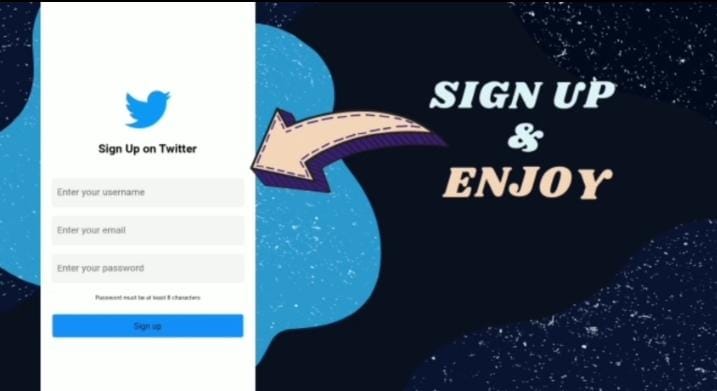 Sign Up on Twitter
Enter your username
Enter your email
Enter your password
Password must be at least 8 characters
Sign up
SIGN UP
&
ENJOY